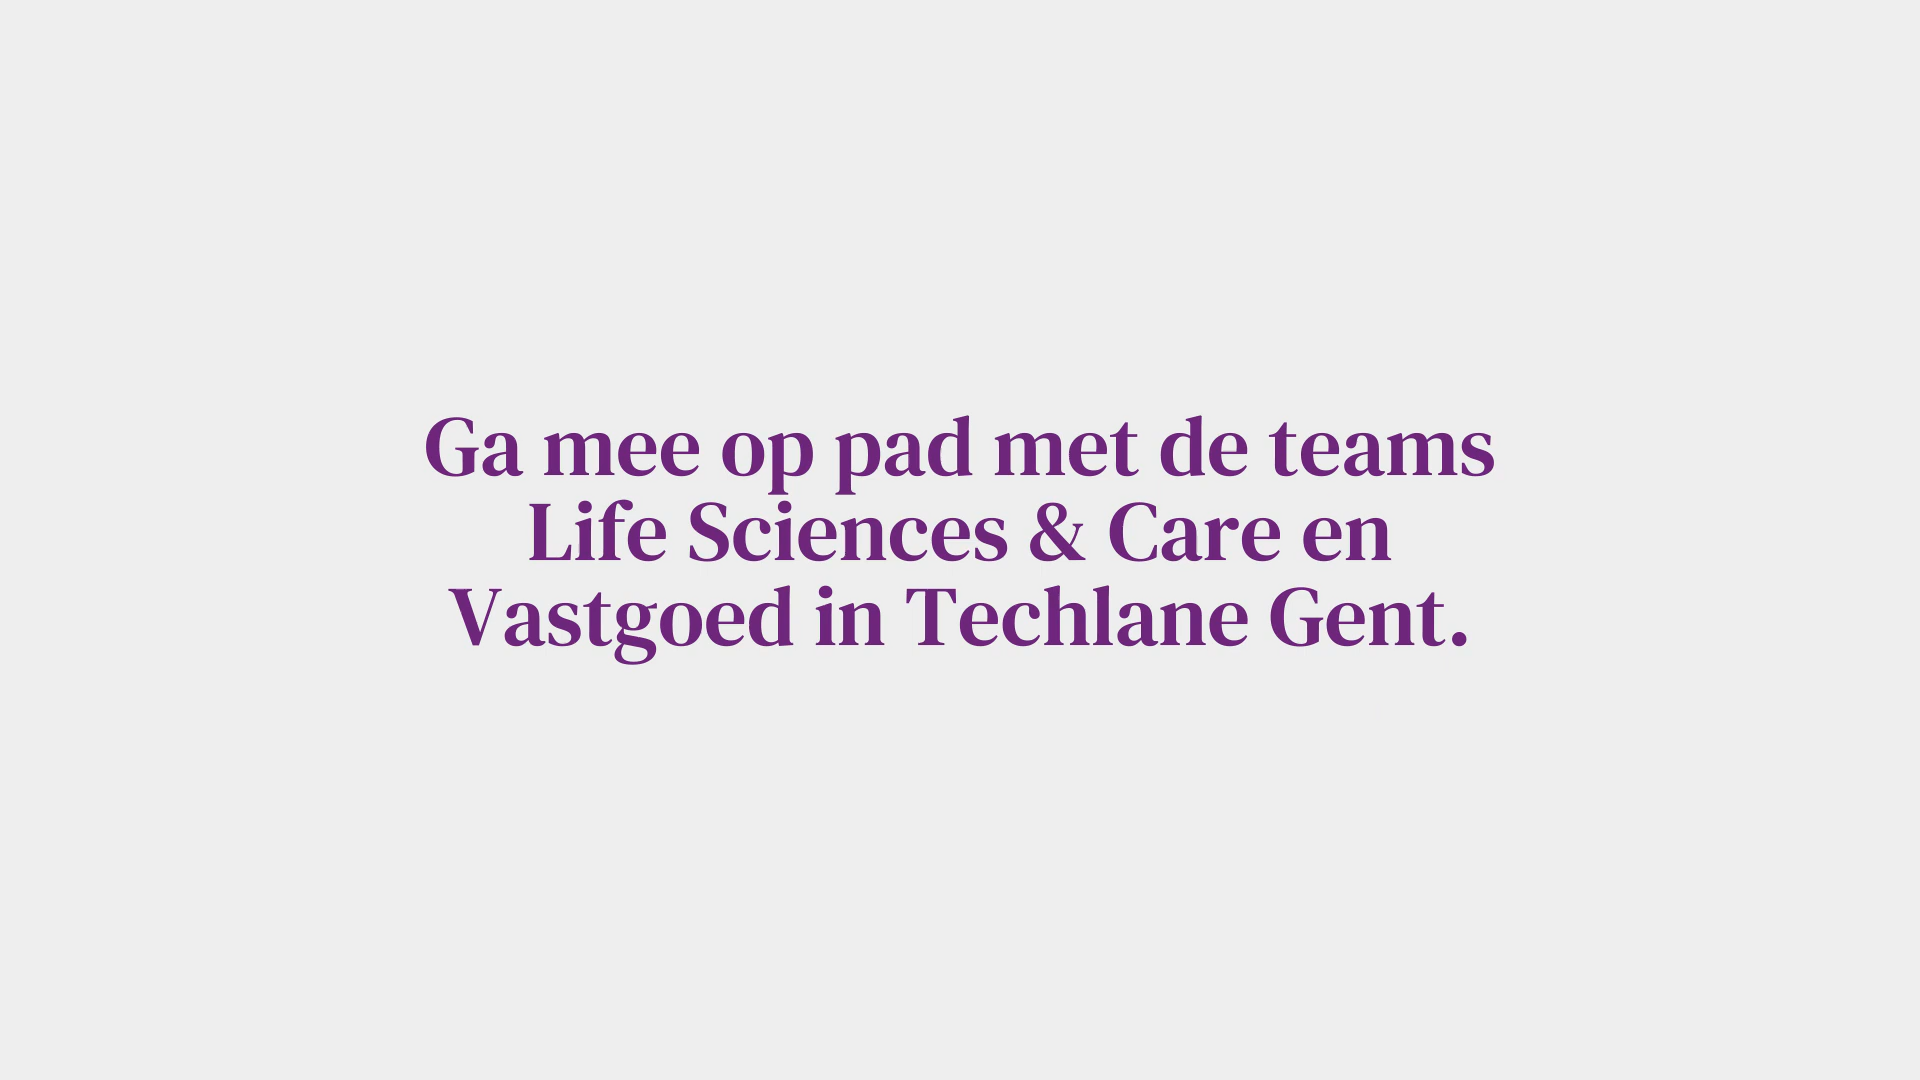 Ga mee op pad met de teams
Life Sciences & Care en
Vastgoed in Techlane Gent.